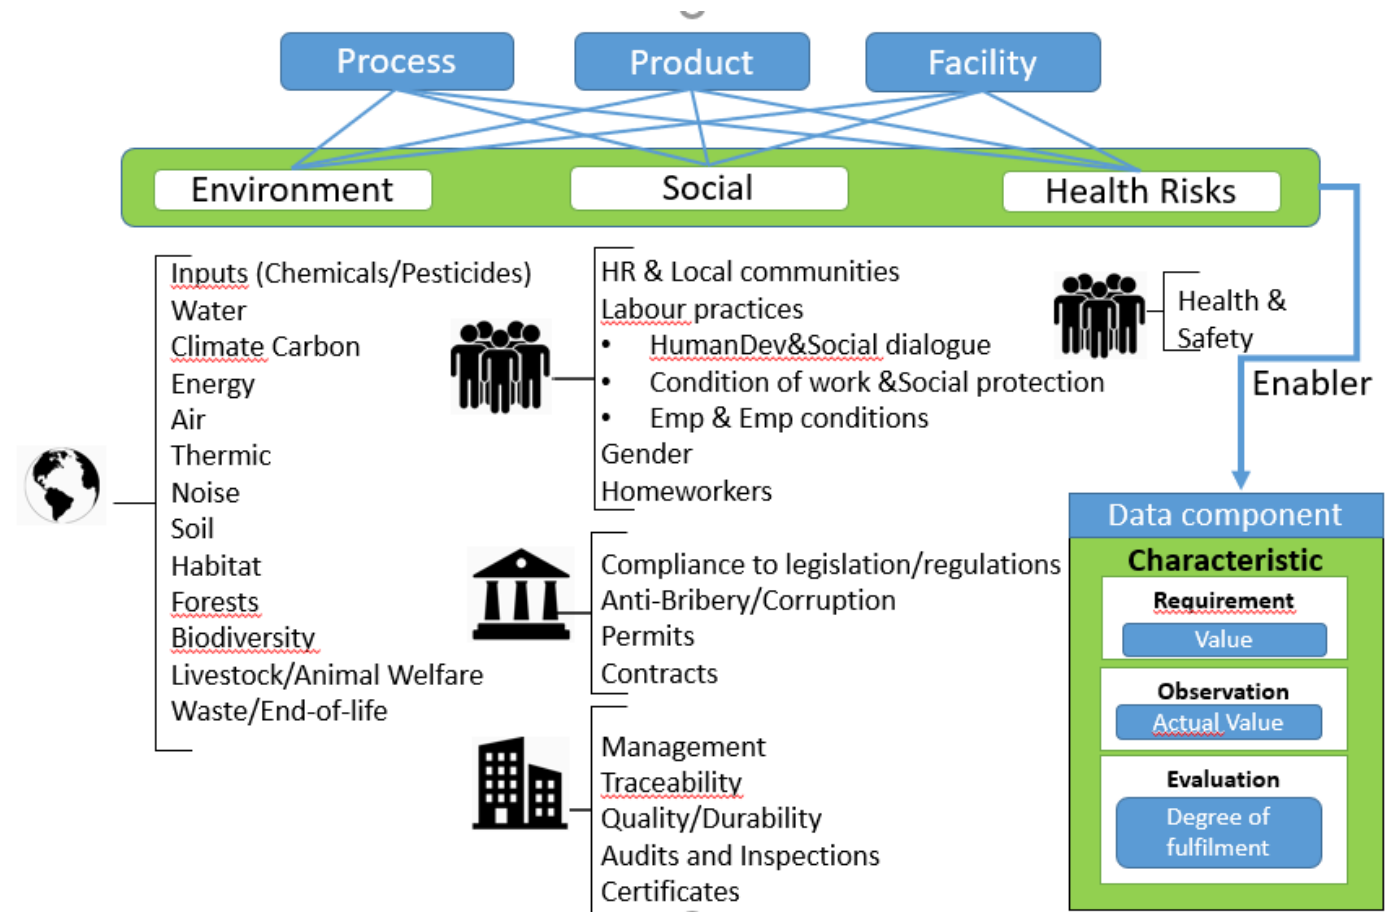 Process
Product
Facility
Environment
Social
Health Risks
Inputs (Chemicals/Pesticides)
Water
Climate Carbon
Energy
Air
Thermic
Noise
Soil
Habitat
Forests
Biodiversity
Livestock/Animal Welfare
Waste/End-of-life
HR & Local communities
Labour practices
• HumanDev&Social dialogue
• Condition of work &Social protection
• Emp & Emp conditions
Gender
Homeworkers
Compliance to legislation/regulations
Anti-Bribery/Corruption
Permits
Contracts
Management
Traceability
Quality/Durability
Audits and Inspections
Certificates
Health &
Safety
Enabler
Data component
Characteristic
Requirement
Value
Observation
Actual Value
Evaluation
Degree of
fulfilment